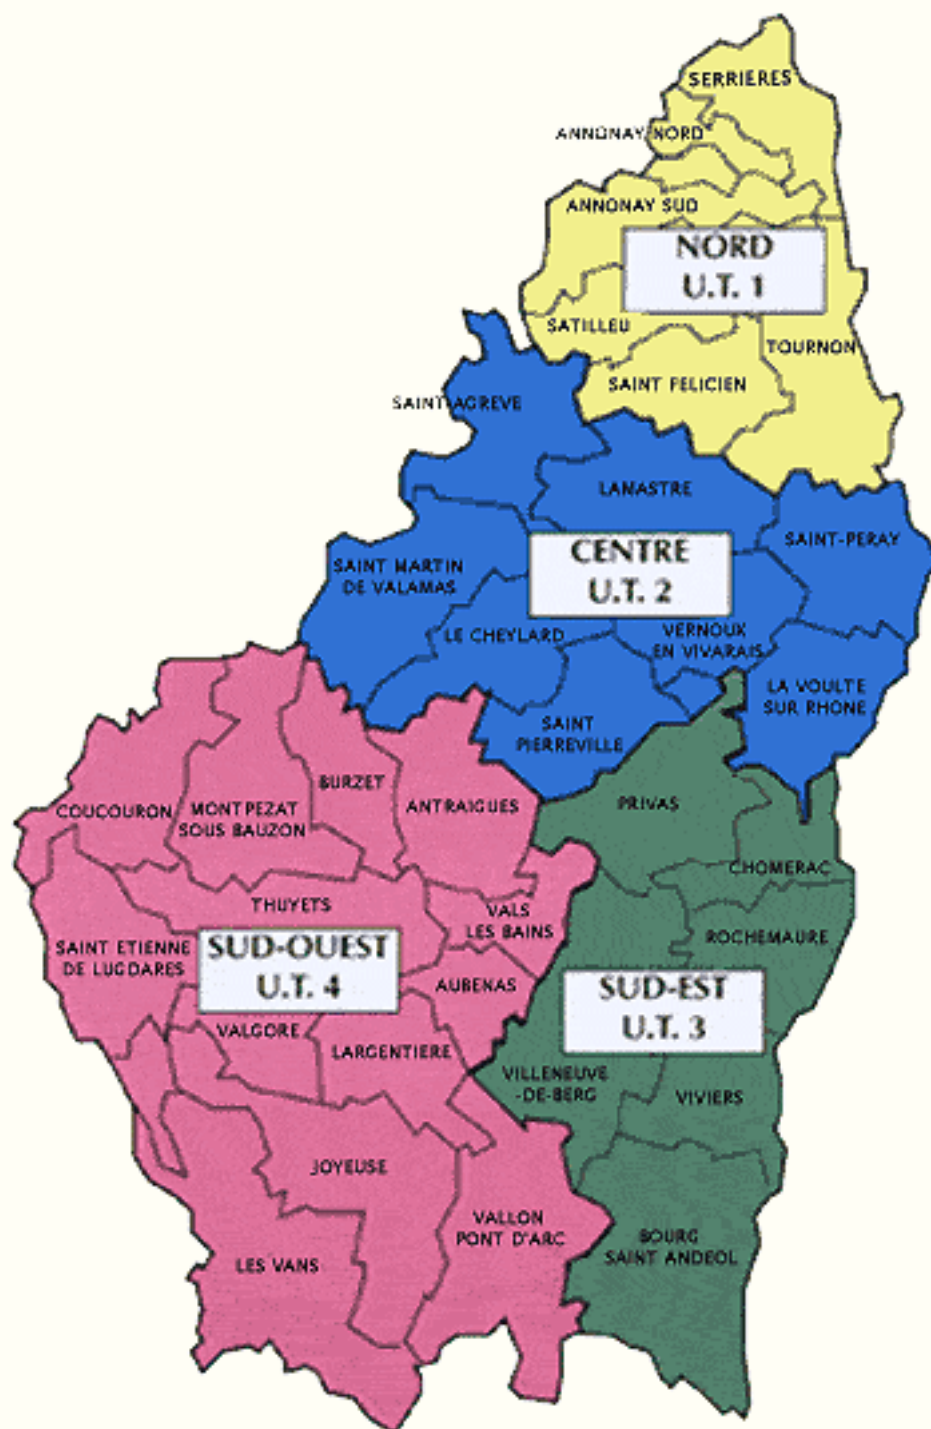 SERRIERES
ANNONAY NORD
ANNONAY SUD
NORD
U.T. 1
SATILLEU
TOURNON
SAINT FELICIEN
SAINT-AGREVE
LAMASTRE
SAINT-PERAY
CENTRE
U.T. 2
SAINT MARTIN
DE VALAMAS
LE CHEYLARD
VERNOUX
EN VIVARAIS
LA VOULTE
SUR RHONE
SAINT
PIERREVILLE
BURZET
COUCOURON
MONTPEZAT
SOUS BAUZON
ANTRAIGUES
PRIVAS
CHOMERAC
THUYETS
VALS
LES BAINS
ROCHEMAURE
SAINT ETIENNE
DE LUGDARES
SUD-OUEST
U.T. 4
AUBENAS
SUD-EST
U.T. 3
VALGORE
LARGENTIERE
VILLENEUVE
-DE-BERG
VIVIERS
JOYEUSE
VALLON
PONT D'ARC
BOURG
SAINT ANDEOL
LES VANS